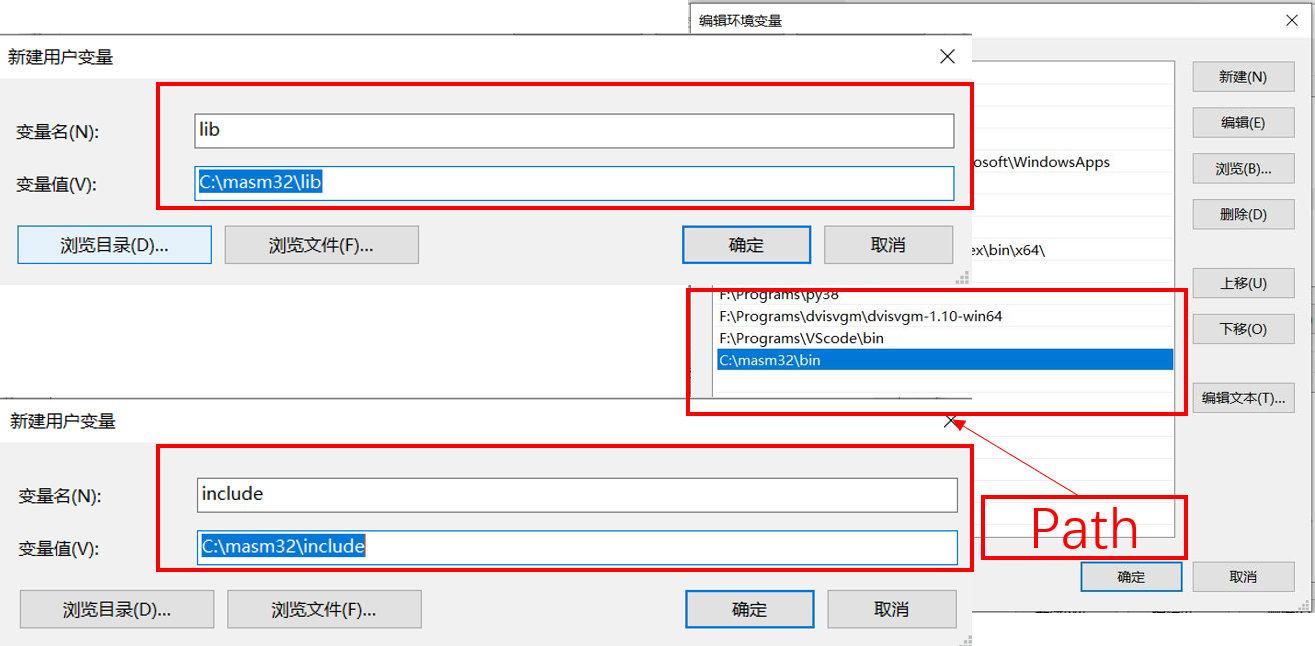 编辑环境变量
新建用户变量
变量名(N):
lib
变量值(V):
C:\masm32\lib
浏览目录(D)...
浏览文件(F)...
确定
取消
新建(N)
编辑(E)
osoft\WindowsApps
浏览(B)...
删除(D)
ex\bin\x64\
上移(U)
F:\Programs\py38
F:\Programs\dvisvgm\dvisvgm-1.10-win64
下移(O)
F:\Programs\VScode\bin
C:\masm32\bin
编辑文本(T)...
新建用户变量
变量名(N):
include
变量值(V):
C:\masm32\include
浏览目录(D)...
浏览文件(F)...
确定
取消
Path
确定
取消